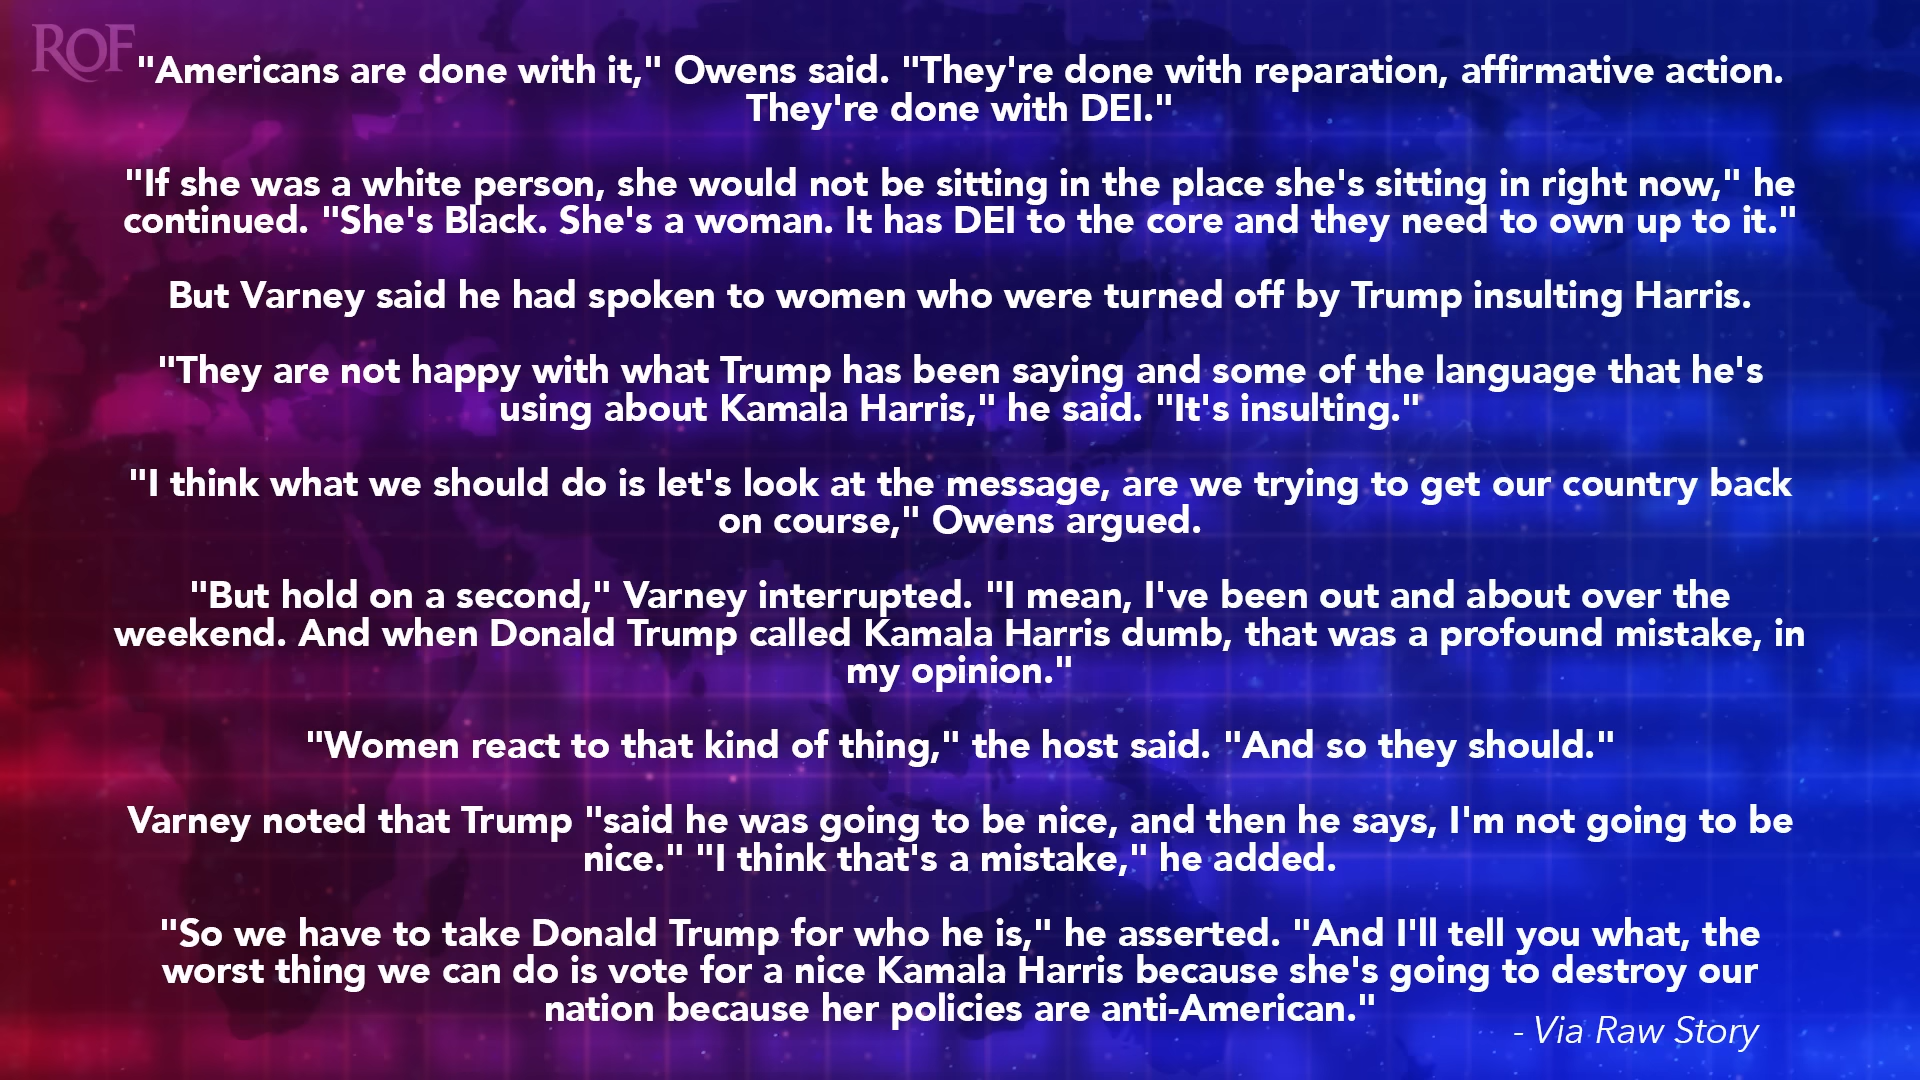 ROF
"Americans are done with it," Owens said. "They're done with reparation, affirmative action.
They're done with DEI."
"If she was a white person, she would not be sitting in the place she's sitting in right now," he
continued. "She's Black. She's a woman. It has DEI to the core and they need to own up to it."
But Varney said he had spoken to women who were turned off by Trump insulting Harris.
"They are not happy with what Trump has been saying and some of the language that he's
using about Kamala Harris," he said. "It's insulting."
"I think what we should do is let's look at the message, are we trying to get our country back
on course," Owens argued.
"But hold on a second," Varney interrupted. "I mean, I've been out and about over the
weekend. And when Donald Trump called Kamala Harris dumb, that was a profound mistake, in
my opinion."
"Women react to that kind of thing," the host said. "And so they should."
Varney noted that Trump "said he was going to be nice, and then he says, I'm not going to be
nice." "I think that's a mistake," he added.
"So we have to take Donald Trump for who he is," he asserted. "And I'll tell you what, the
worst thing we can do is vote for a nice Kamala Harris because she's going to destroy our
nation because her policies are anti-American."
- Via Raw Story